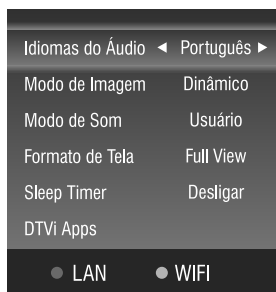 Idiomas do Áudio ◄ Português ►
Modo de Imagem Dinâmico
Modo de Som Usuário
Formato de Tela Full View
Sleep Timer Desligar
DTVi Apps
LAN WIFI